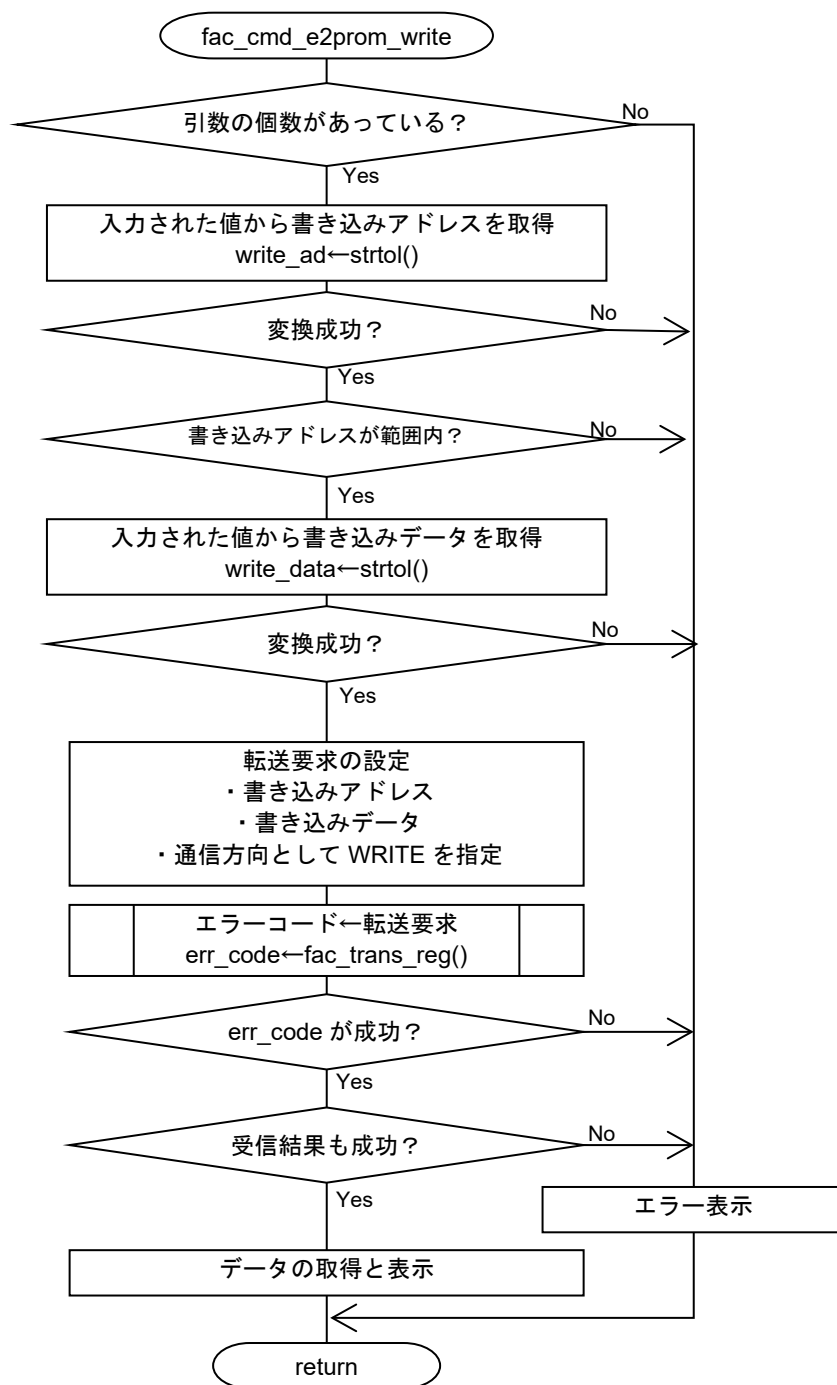 fac_cmd_e2prom_write
引数の個数があっている？
No
Yes
入力された値から書き込みアドレスを取得
write_ad←strtol()
変換成功？
No
Yes
書き込みアドレスが範囲内？
No
Yes
入力された値から書き込みデータを取得
write_data←strtol()
変換成功？
No
Yes
転送要求の設定
・書き込みアドレス
・書き込みデータ
・通信方向として WRITE を指定
エラーコード←転送要求
err_code←fac_trans_reg()
err_code が成功？
No
Yes
受信結果も成功？
No
Yes
エラー表示
データの取得と表示
return